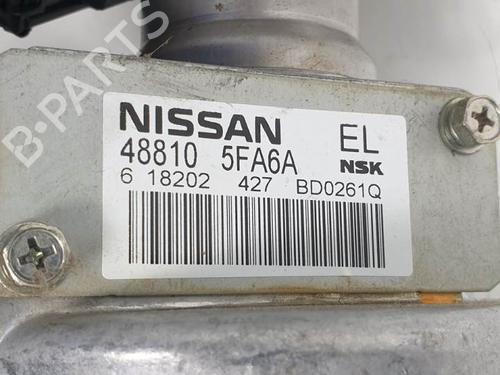 B-PARTS
NISSAN EL
48810 5FA6A NSK
6 18202 427 BD0261Q